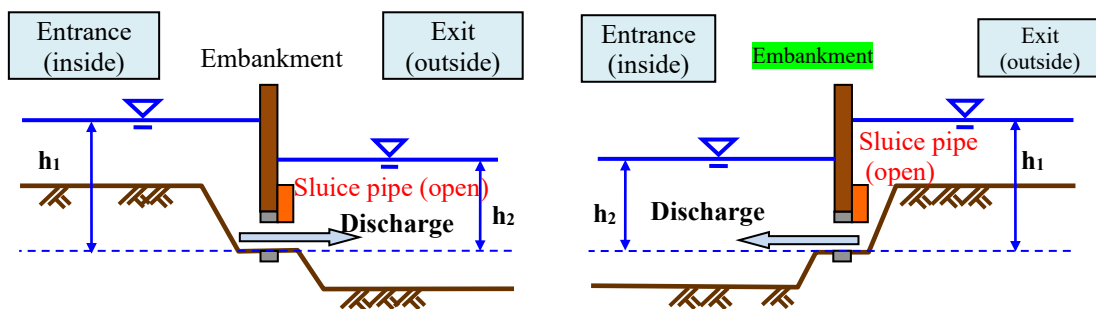 Entrance
(inside)
Embankment
Exit
(outside)
h1
Sluice pipe (open)
h2
Discharge
Entrance
(inside)
Embankment
Exit
(outside)
Sluice pipe
(open)
h1
h2
Discharge